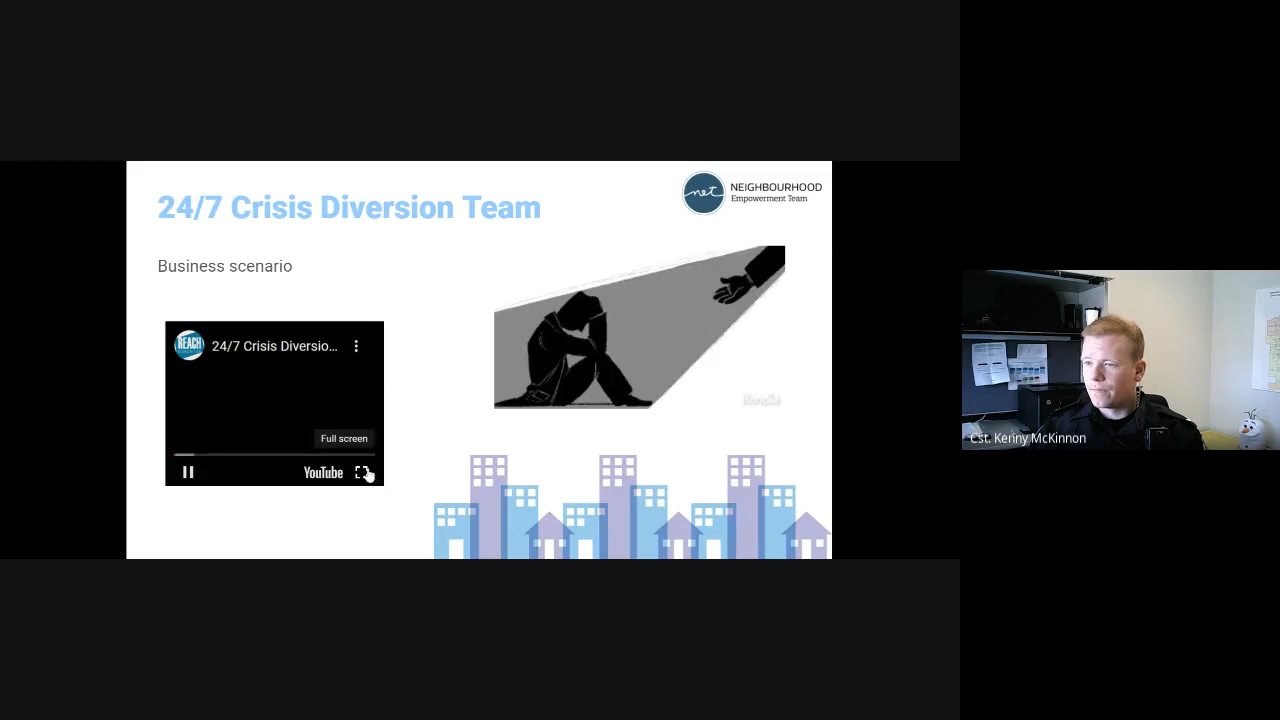 24/7 Crisis Diversion Team
net
NEIGHBOURHOOD
Empowerment Team
Business scenario
REACH
24/7 Crisis Diversio...
Full screen
YouTube
Cst. Kenny McKinnon